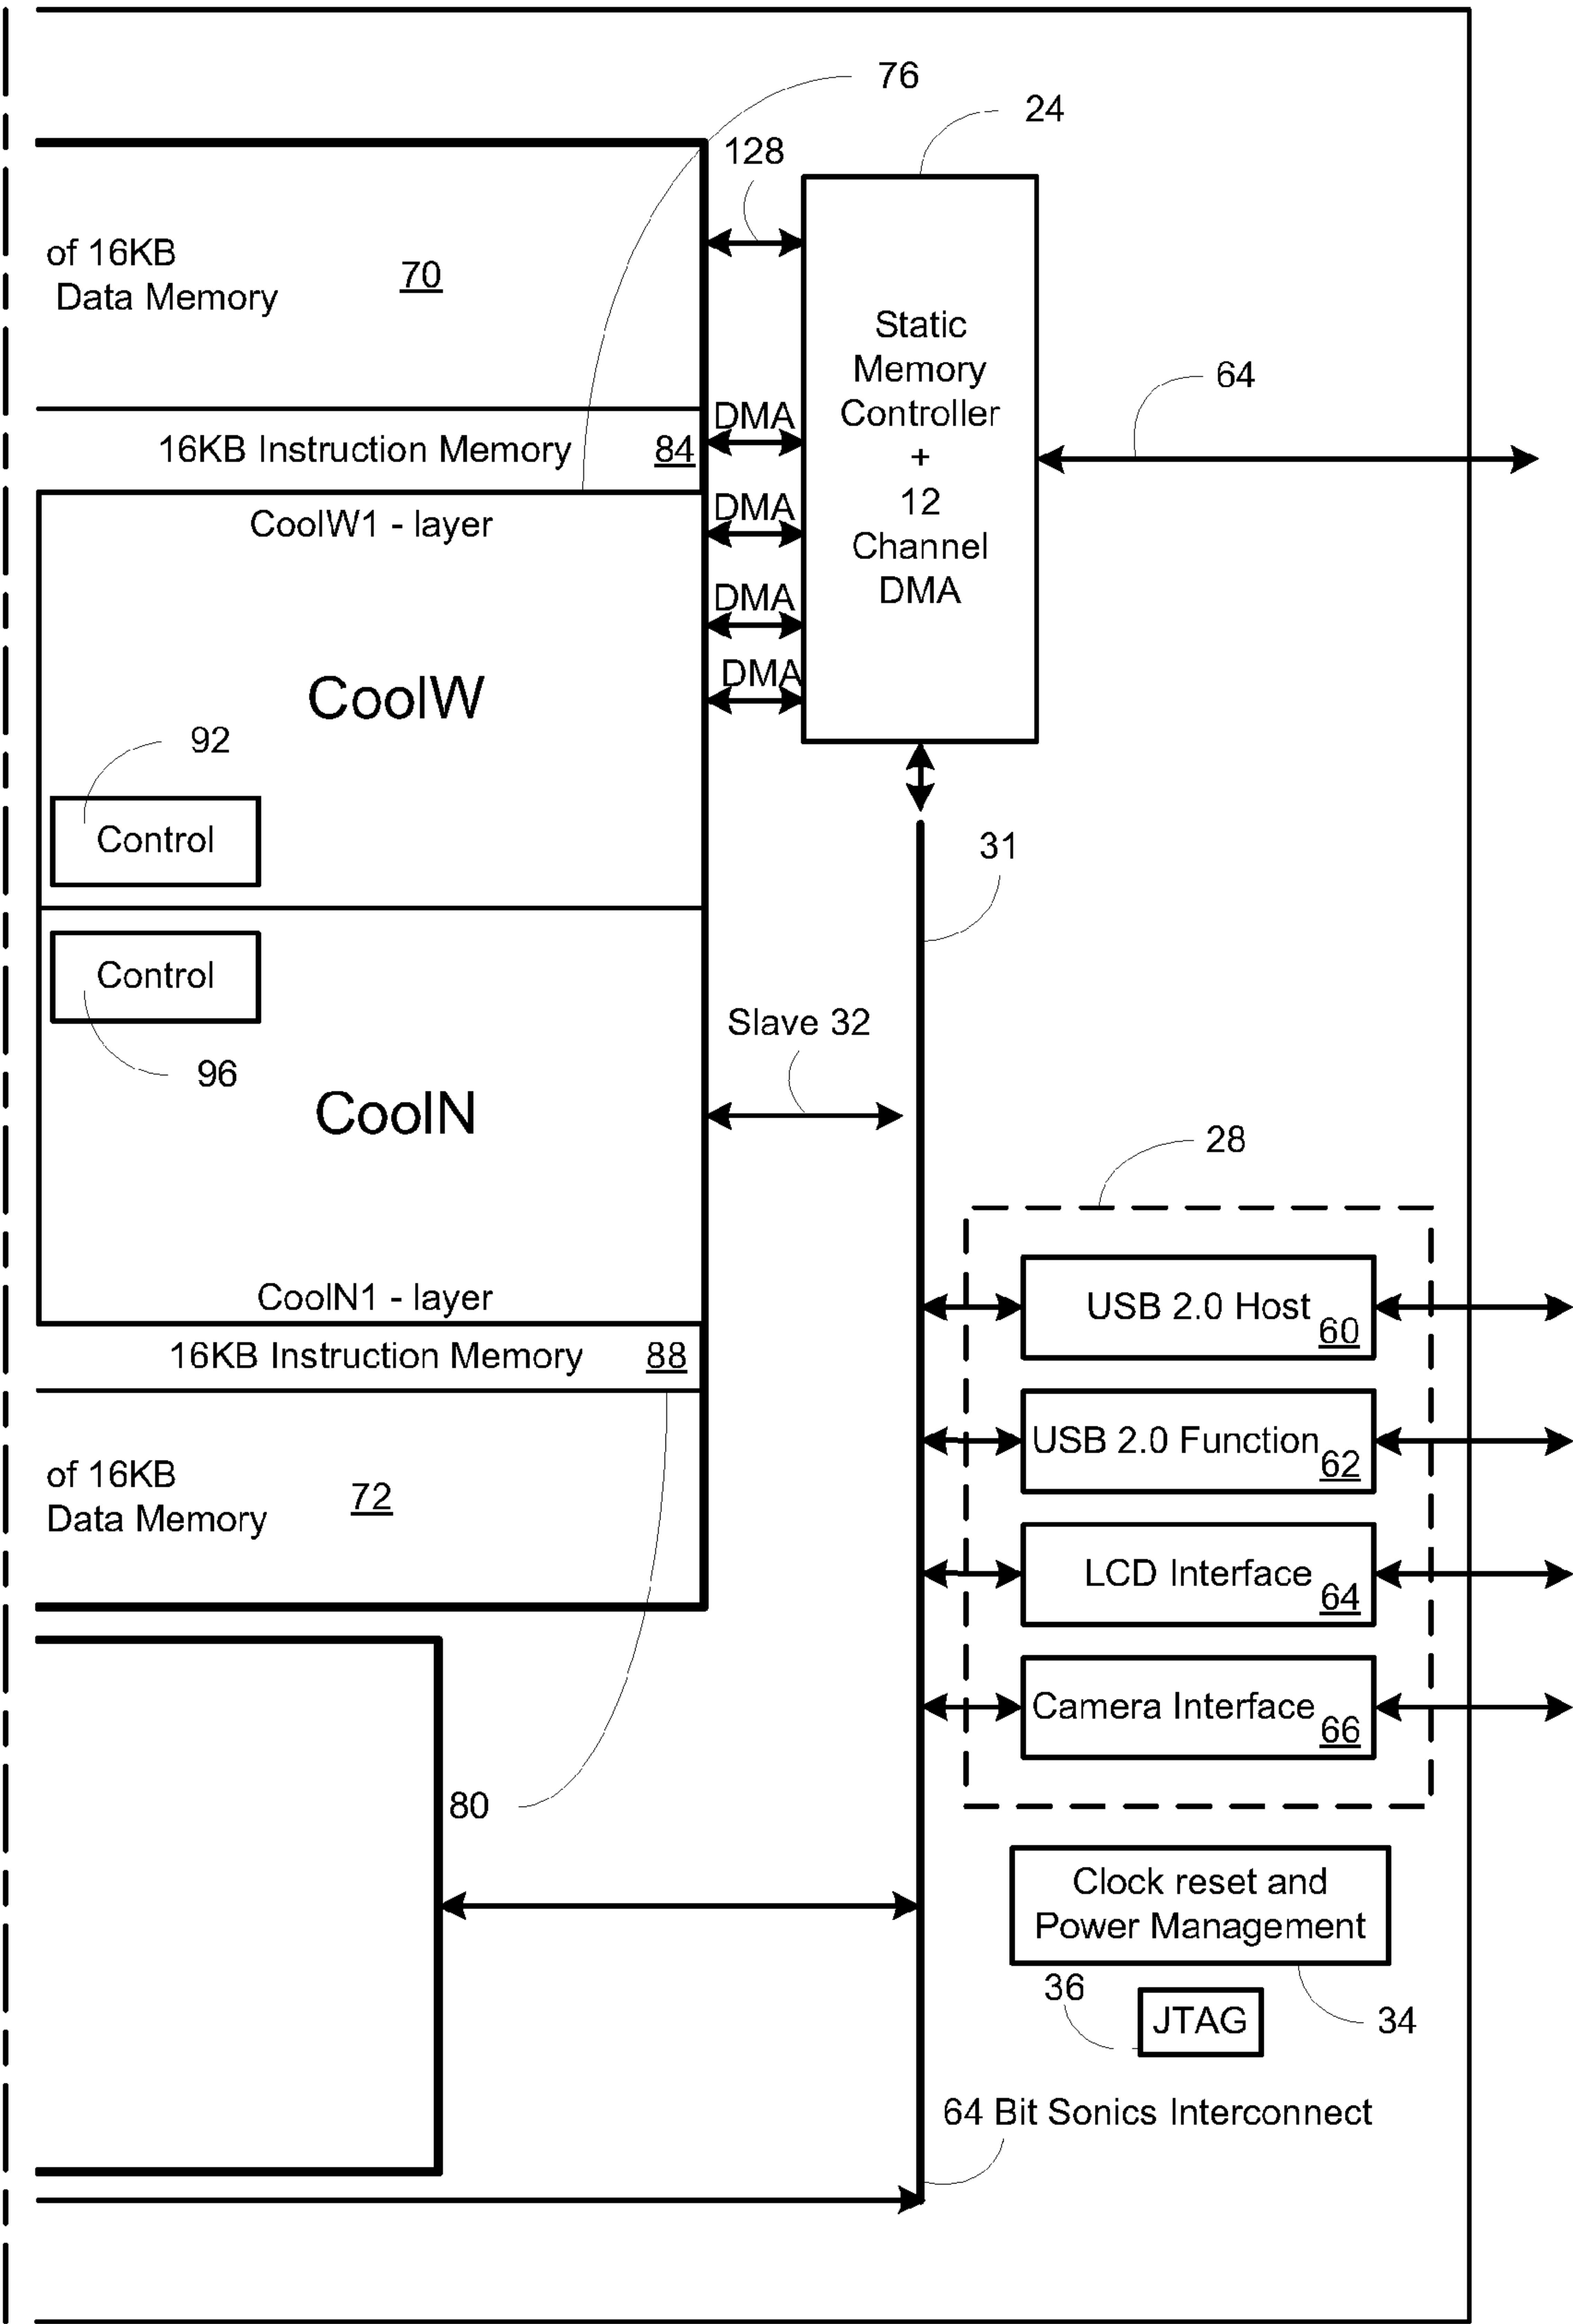 76
24
128
of 16KB
Data Memory
70
Static
Memory
Controller
+
12
Channel
DMA
64
DMA
16KB Instruction Memory 84
DMA
CoolW1 - layer
DMA
DMA
CoolW
92
Control
31
Control
Slave 32
96
CoolN
28
CoolN1 - layer
USB 2.0 Host 60
16KB Instruction Memory 88
USB 2.0 Function 62
of 16KB
Data Memory
72
LCD Interface 64
Camera Interface 66
80
Clock reset and
Power Management
36
JTAG
34
64 Bit Sonics Interconnect